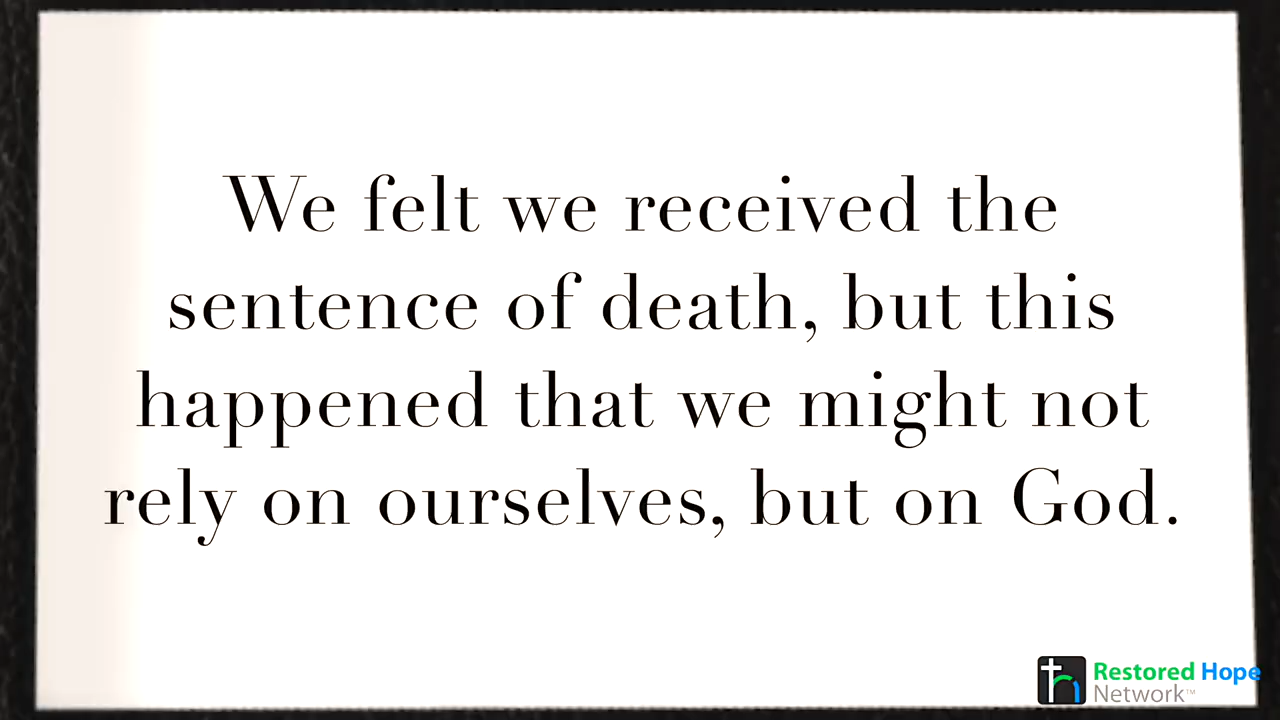 We felt we received the
sentence of death, but this
happened that we might not
rely on ourselves, but on God.
Restored Hope
Network™